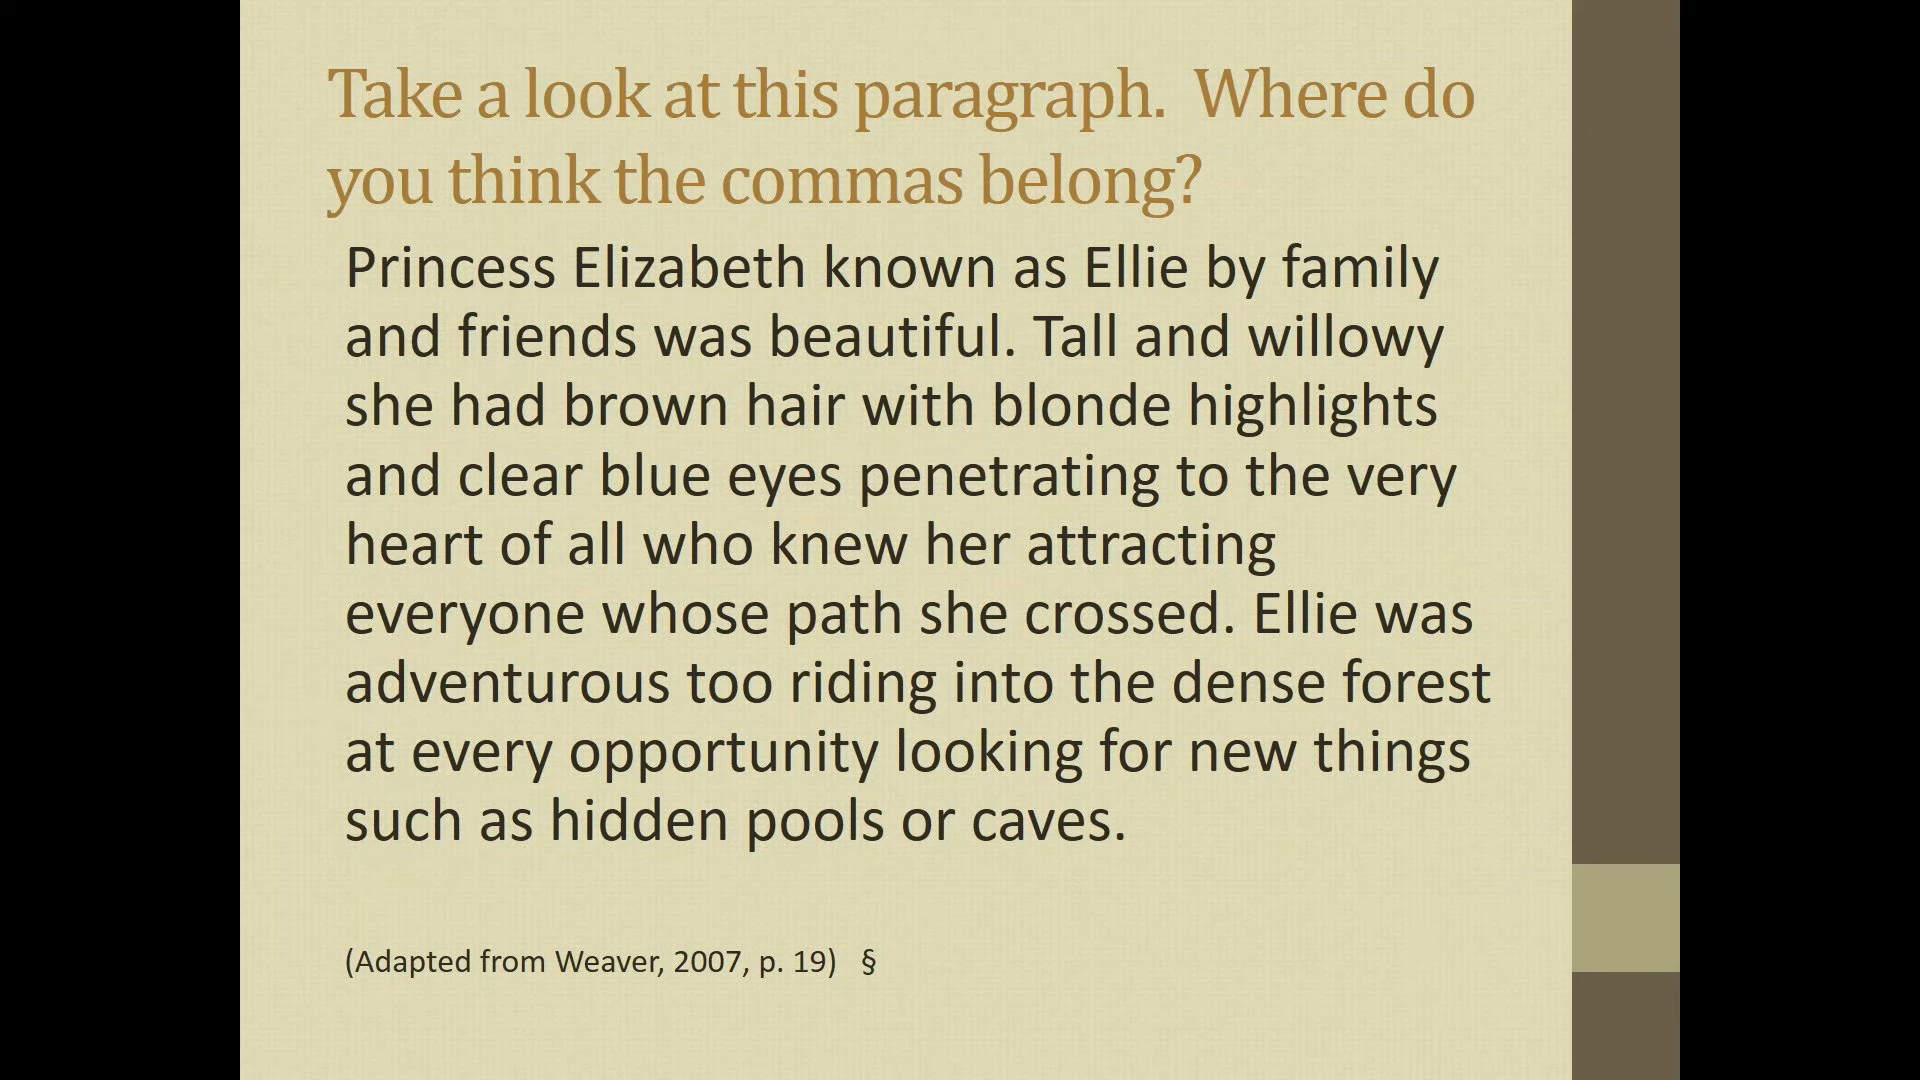 Take a look at this paragraph.  Where do
you think the commas belong?
Princess Elizabeth known as Ellie by family
and friends was beautiful. Tall and willowy
she had brown hair with blonde highlights
and clear blue eyes penetrating to the very
heart of all who knew her attracting
everyone whose path she crossed. Ellie was
adventurous too riding into the dense forest
at every opportunity looking for new things
such as hidden pools or caves.
(Adapted from Weaver, 2007, p. 19)   §